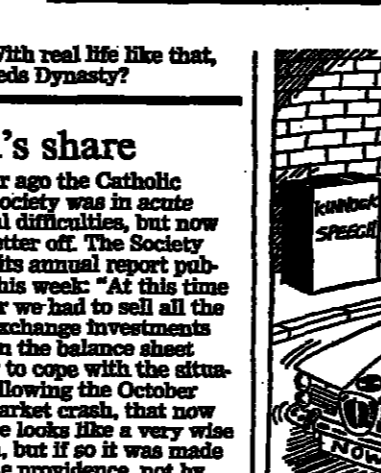 With real life like that,
eds Dynasty?
's share
r ago the Catholic
ociety was in acute
l difficulties, but now
etter off. The Society
its annual report pub-
his week: "At this time
r we had to sell all the
xchange investments
n the balance sheet
to cope with the situa-
llowing the October
arket crash, that now
e looks like a very wise
, but if so it was made
e providence, not by
KINNOCK
SPEECH
NOW